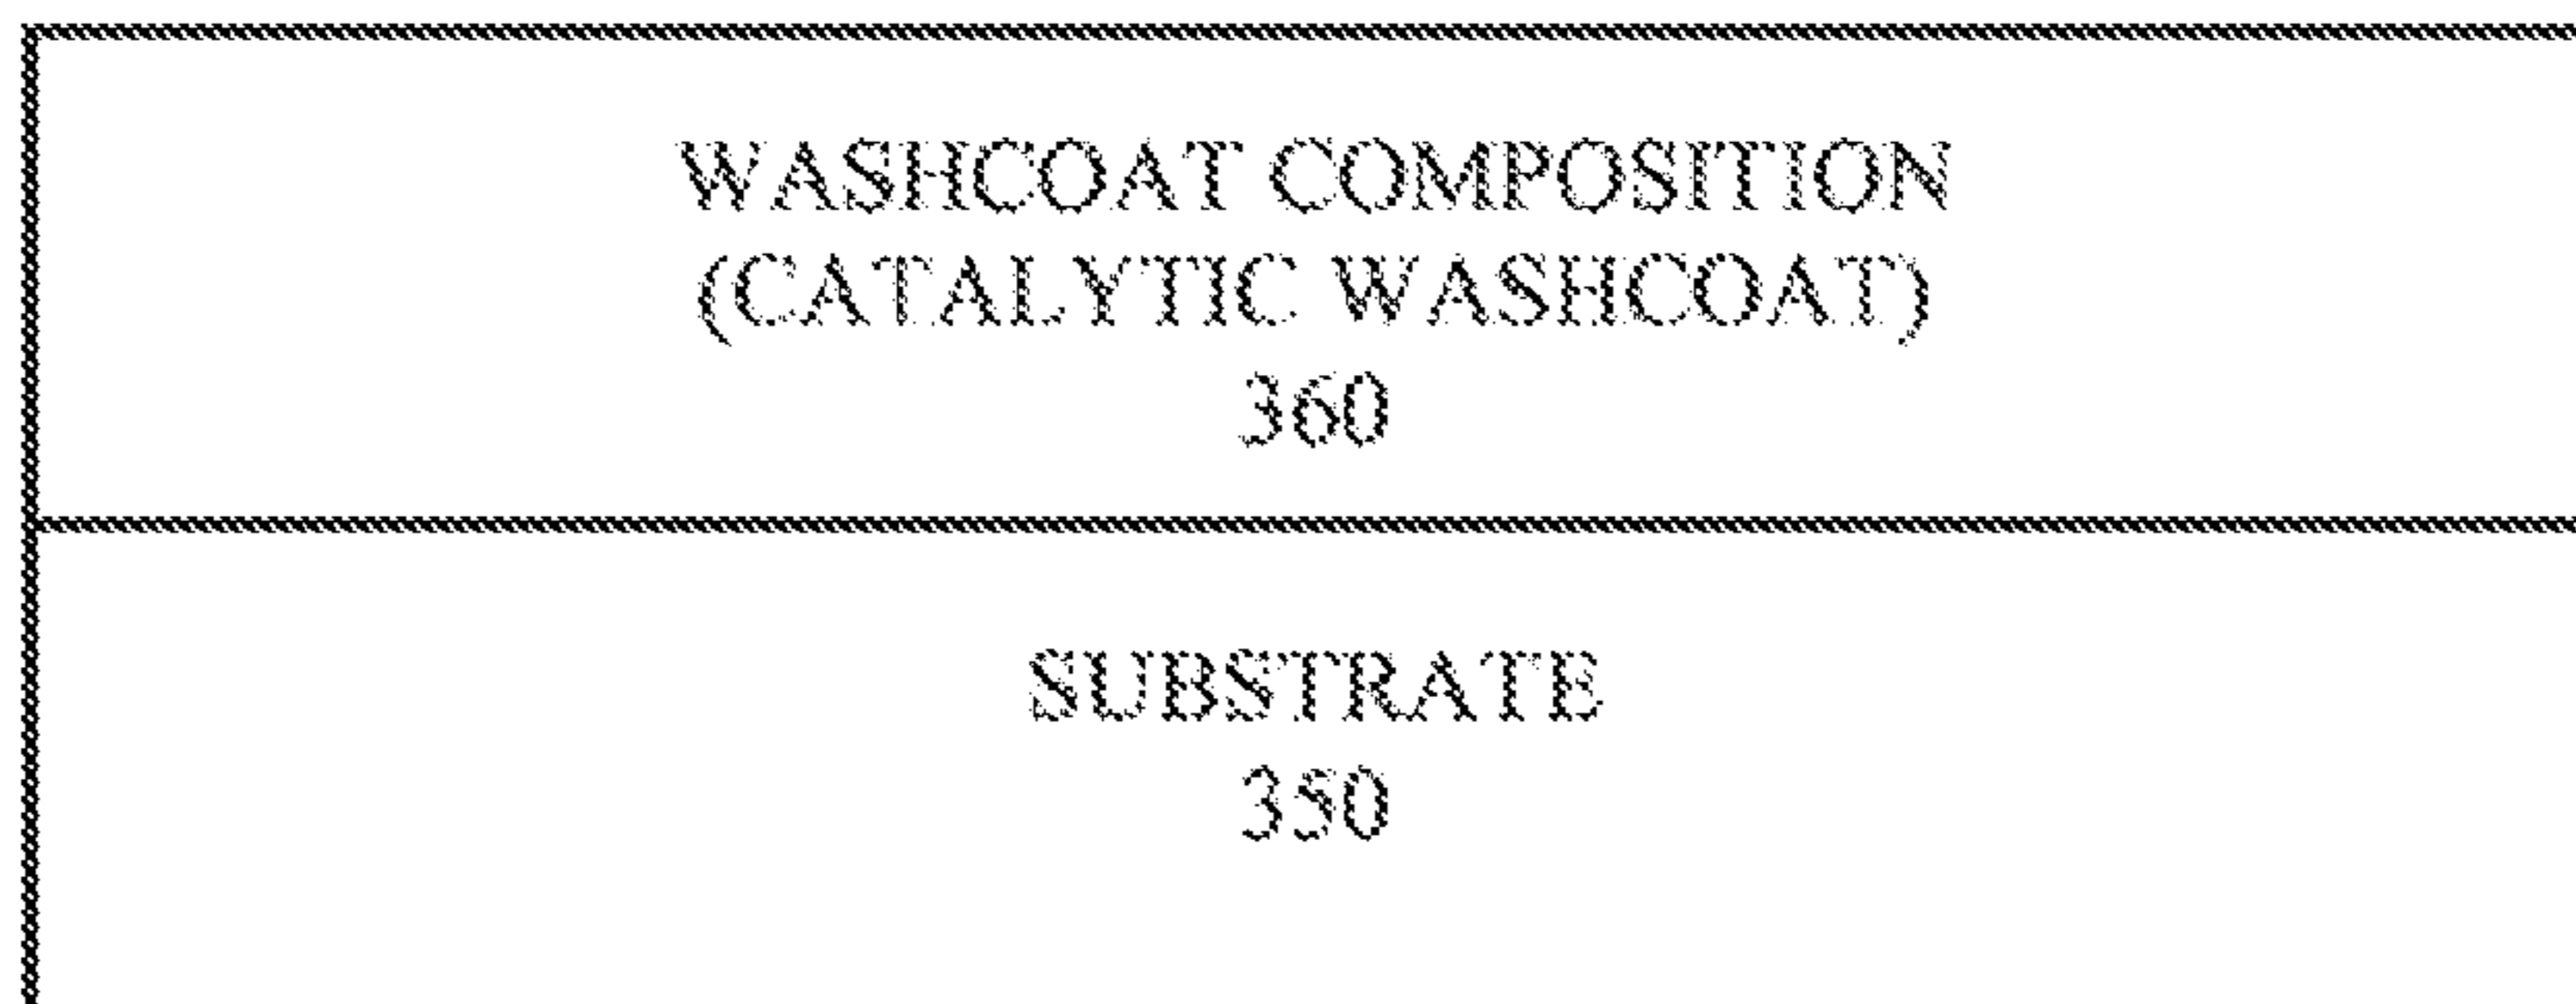 WASHCOAT COMPOSITION
(CATALYTIC WASHCOAT)
360
SUBSTRATE
350